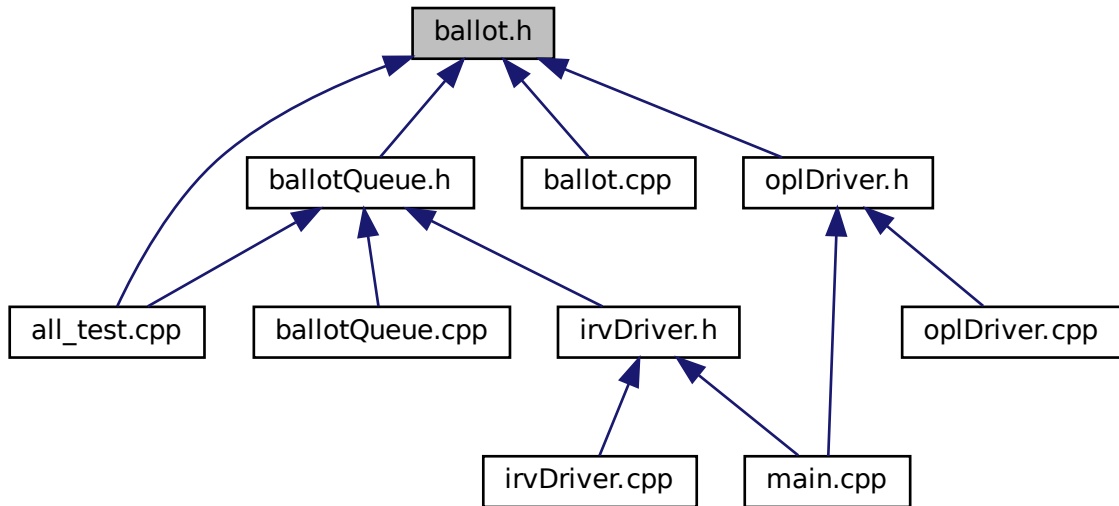 ballot.h
ballotQueue.h
ballot.cpp
oplDriver.h
all_test.cpp
ballotQueue.cpp
irvDriver.h
oplDriver.cpp
irvDriver.cpp
main.cpp